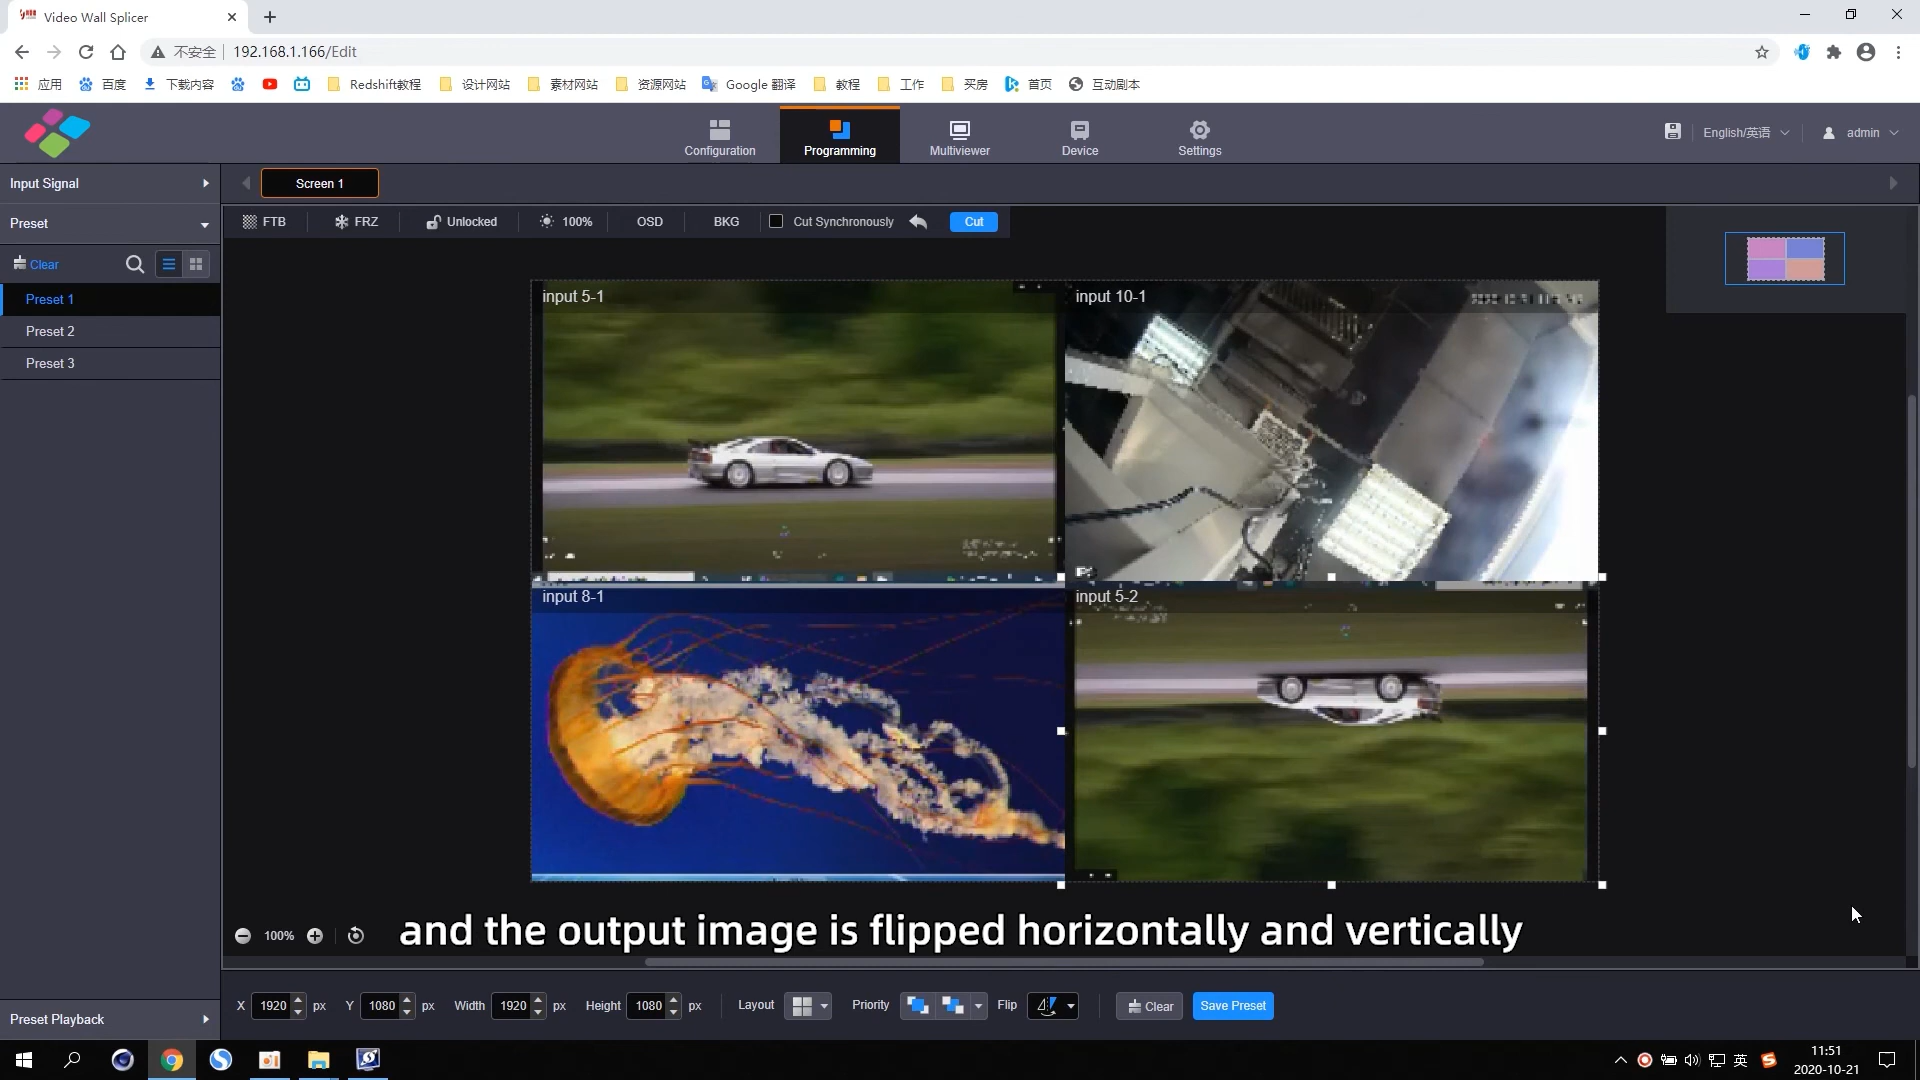 Video Wall Splicer
不安全
192.168.1.166/Edit
应用
百度
下载内容
Redshift教程
设计网站
素材网站
资源网站
Google 翻译
教程
工作
买房
首页
互动剧本
Configuration
Programming
Multiviewer
Device
Settings
English/英语
admin
Input Signal
Screen 1
Preset
FTB
FRZ
Unlocked
100%
OSD
BKG
Cut Synchronously
Cut
Clear
Preset 1
Preset 2
Preset 3
input 5-1
input 10-1
input 8-1
input 5-2
100%
and the output image is flipped horizontally and vertically
Preset Playback
X 1920 px
Y 1080 px
Width 1920 px
Height 1080 px
Layout
Priority
Flip
Clear
Save Preset
英
11:51
2020-10-21